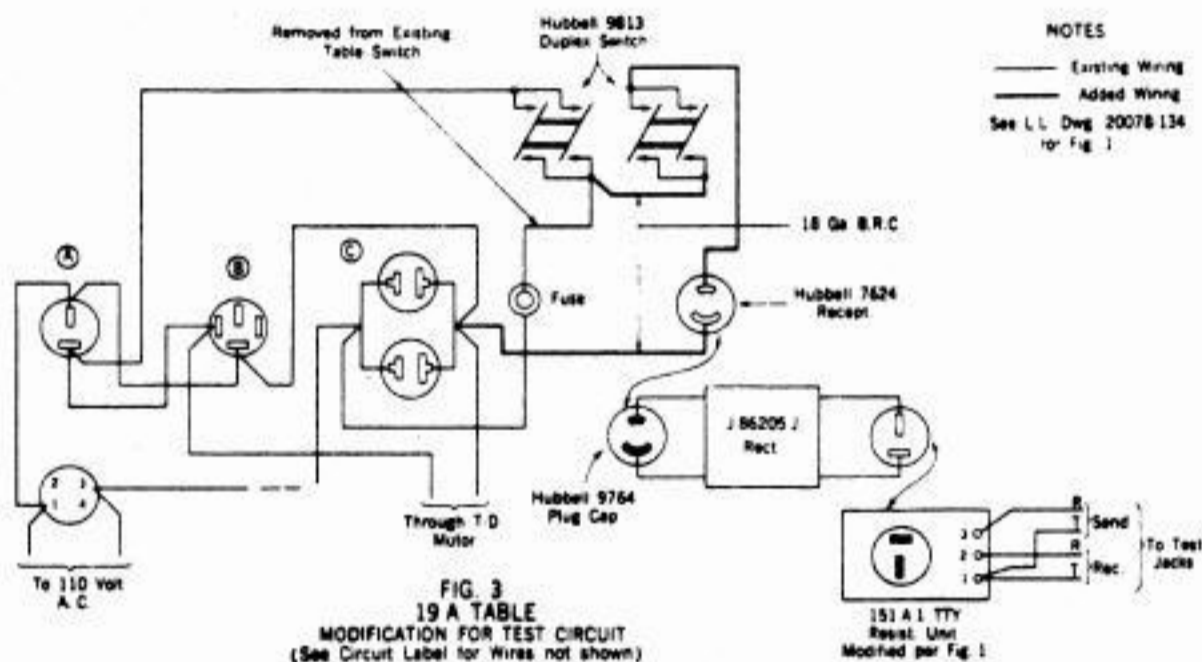 Removed from Existing
Table Switch
Hubbell 9813
Duplex Switch
NOTES
Existing Wiring
Added Wiring
See L L Dwg 20078-134
for Fig 1
A
B
C
Fuse
18 Ga B.R.C
Hubbell 7624
Recept
J 86205 J
Rect
Hubbell 9764
Plug Cap
2 3
1 4
To 110 Volt
A. C.
Through T D
Motor
3
2
1
R
T
Send
R
T
Rec.
To Test
Jacks
151 A 1 TTY
Resist Unit
Modified per Fig 1
FIG. 3
19 A TABLE
MODIFICATION FOR TEST CIRCUIT
(See Circuit Label for Wires not shown)